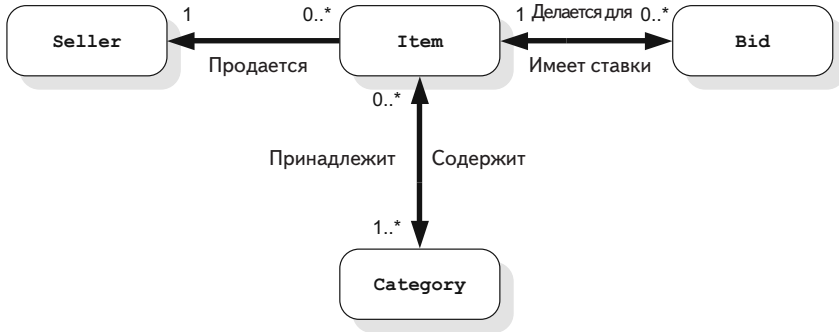 1 0..* 1 Делается для 0..*
Seller Item Bid
Продается Имеет ставки
0..*
Принадлежит Содержит
1..*
Category